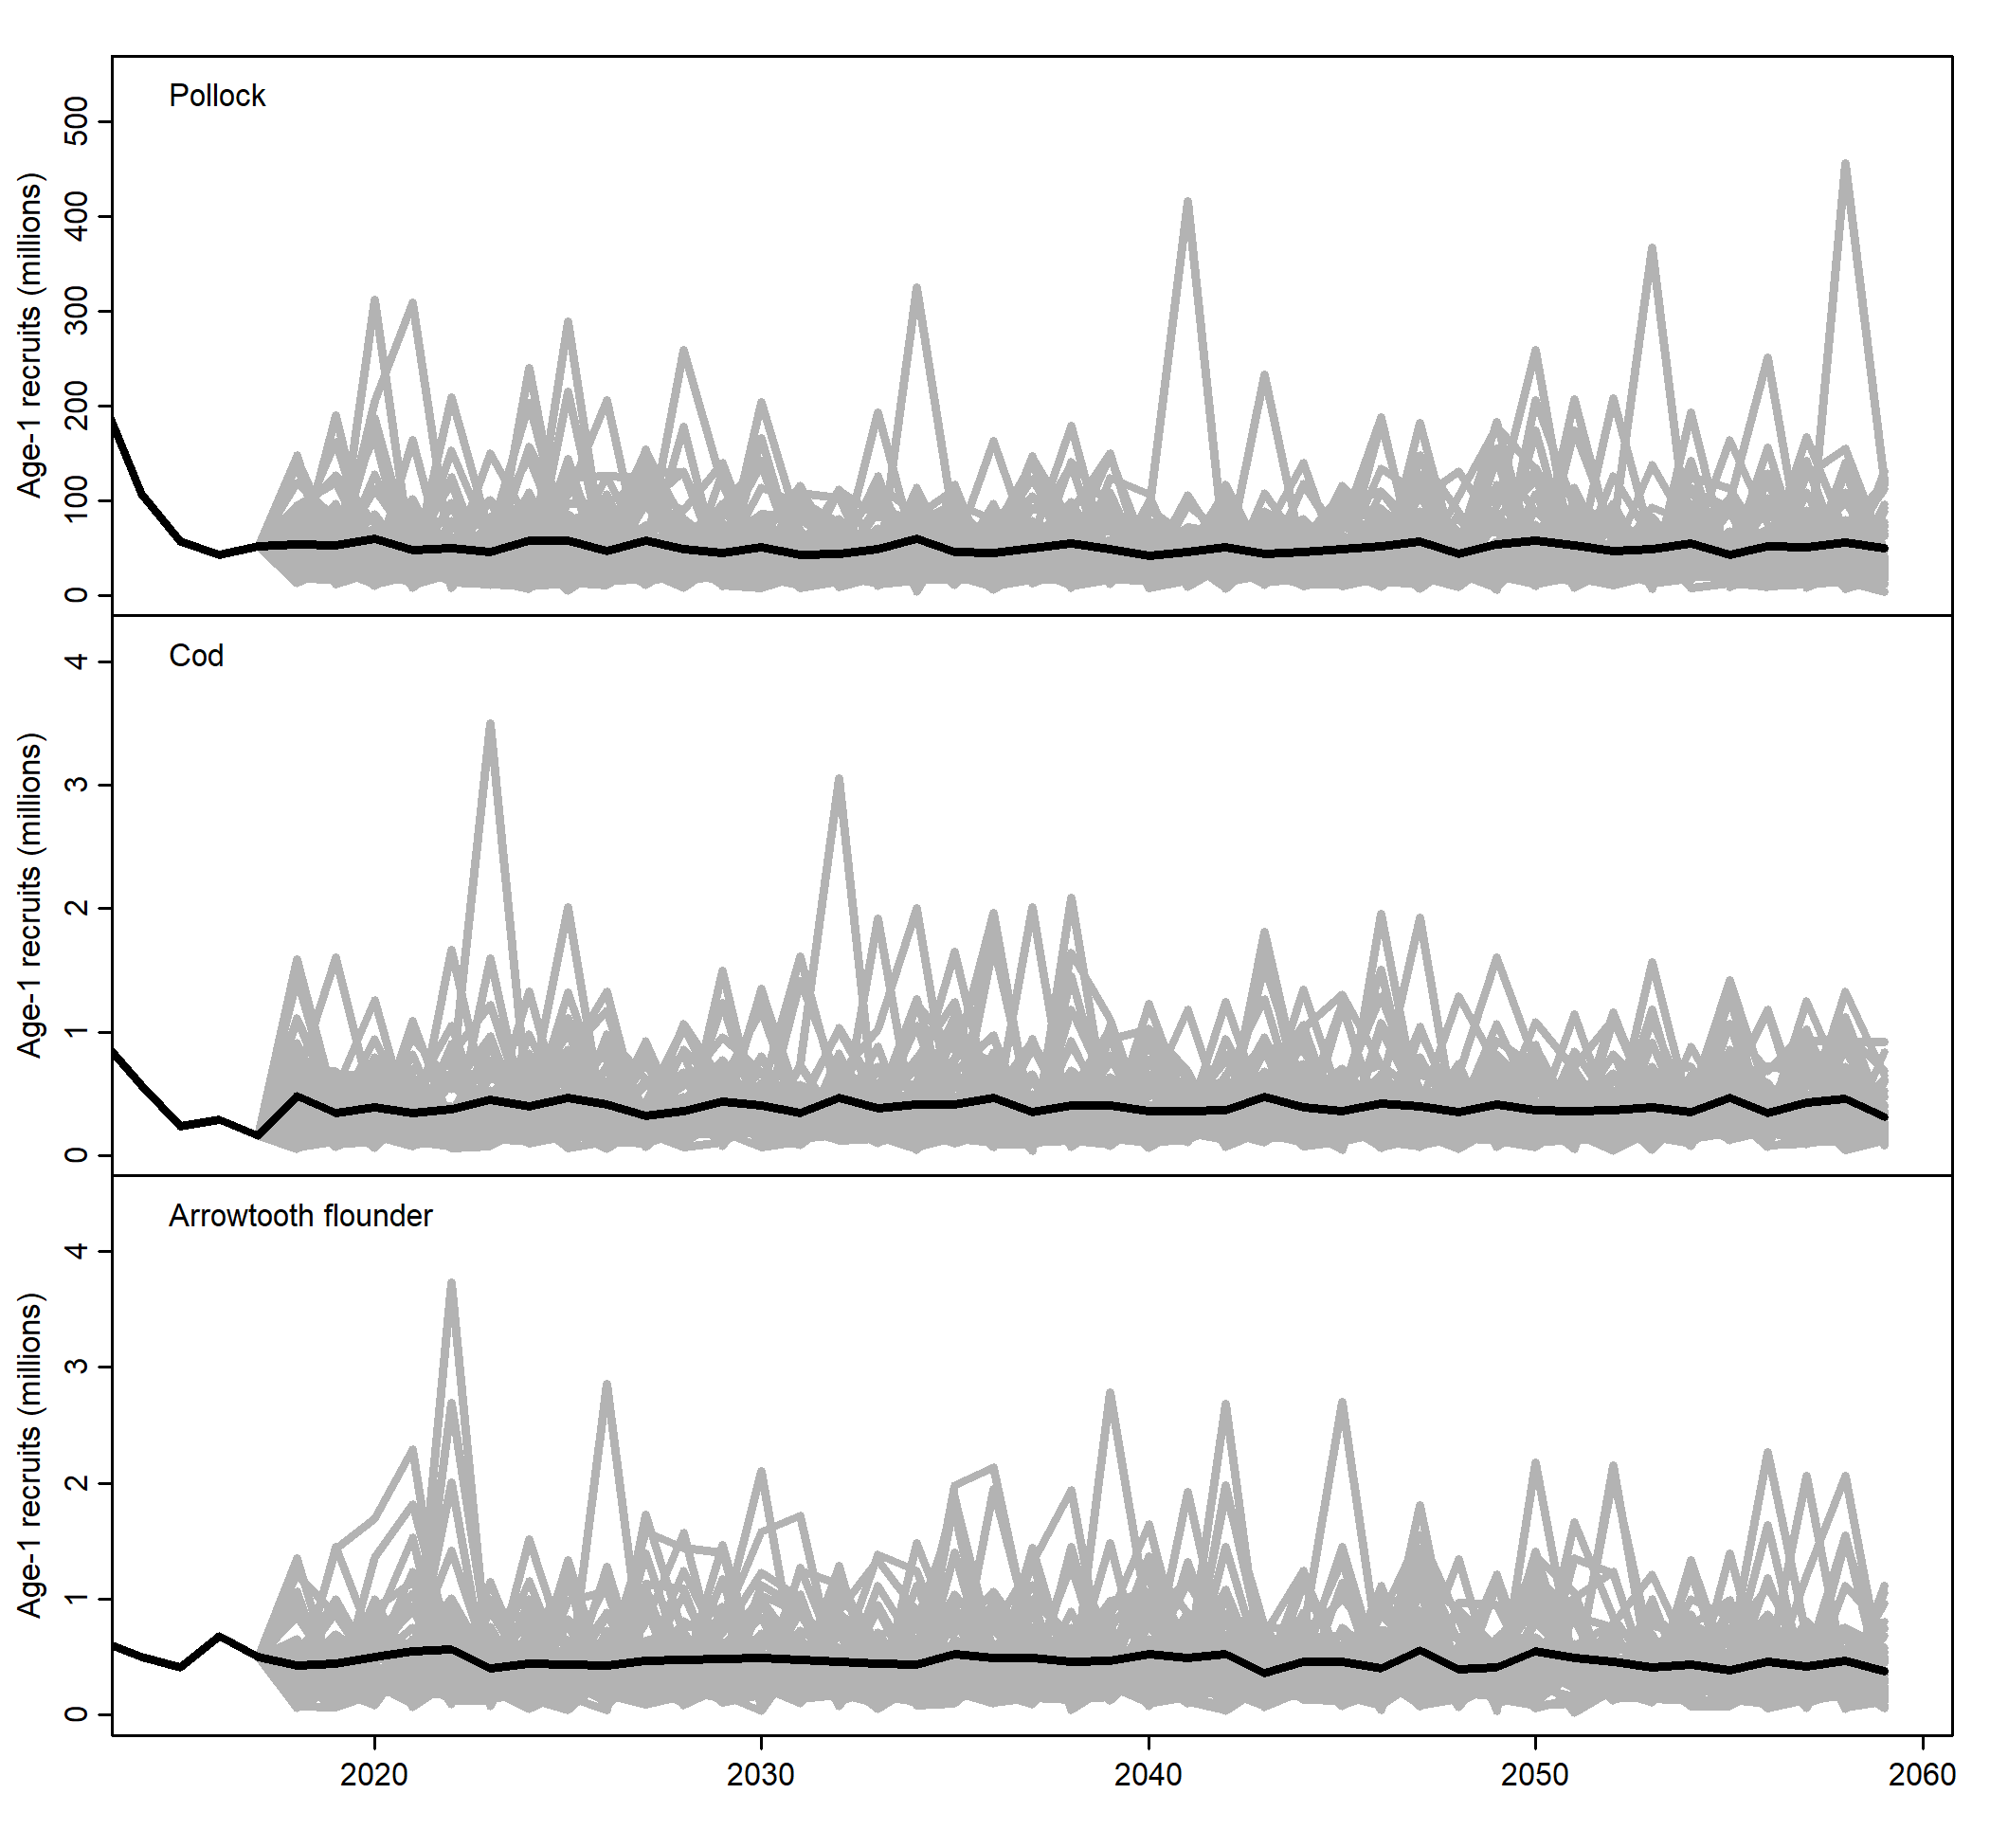 Pollock
Age-1 recruits (millions)
500
400
300
200
100
0
Cod
Age-1 recruits (millions)
4
3
2
1
0
Arrowtooth flounder
Age-1 recruits (millions)
4
3
2
1
0
2020 2030 2040 2050 2060